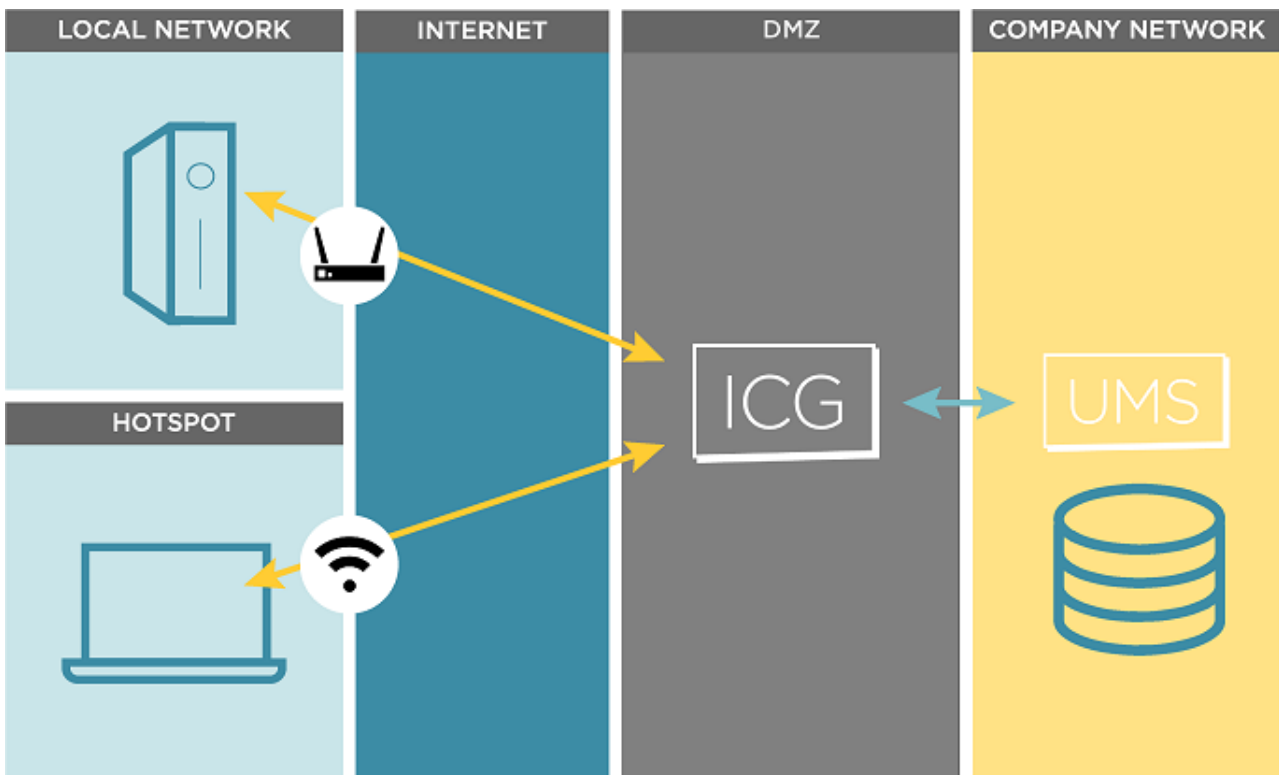 LOCAL NETWORK
INTERNET
DMZ
COMPANY NETWORK
ICG
UMS
HOTSPOT